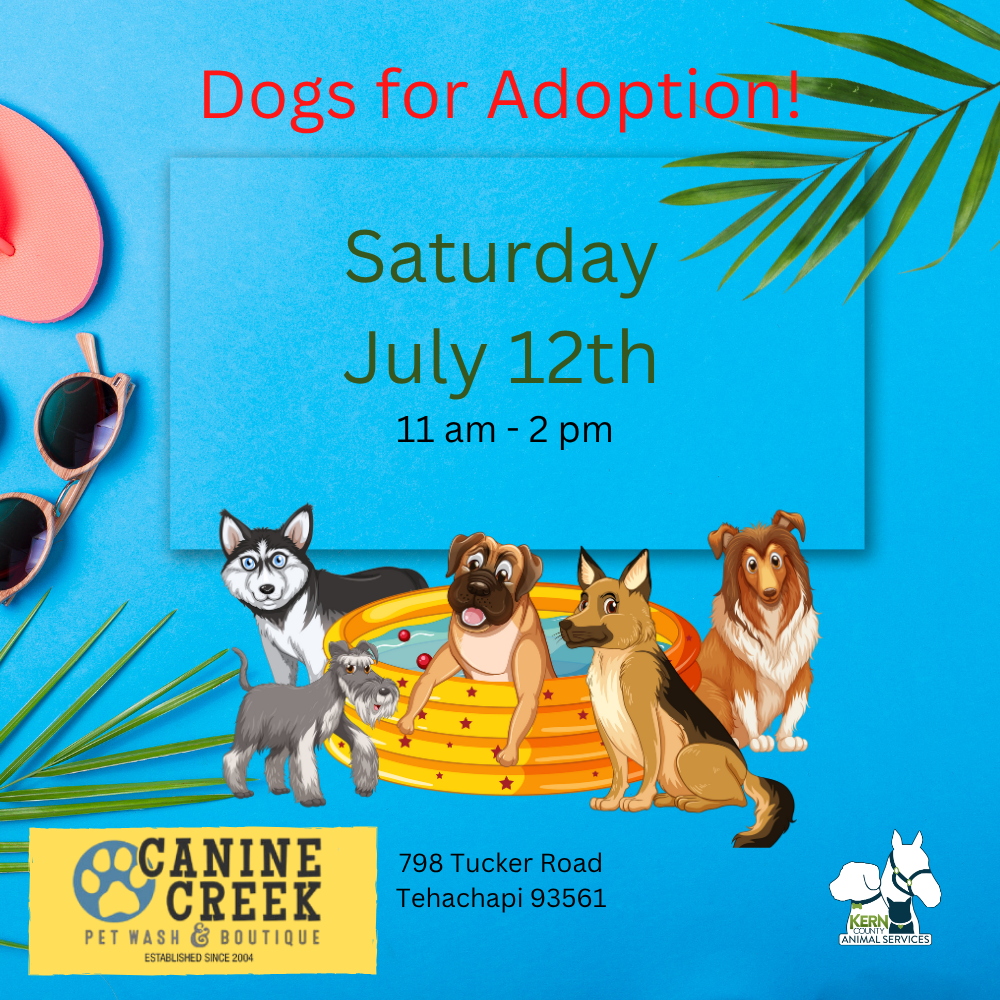 Dogs for Adoption!
Saturday
July 12th
11 am - 2 pm
CANINE
CREEK
PET WASH & BOUTIQUE
ESTABLISHED SINCE 2004
798 Tucker Road
Tehachapi 93561
KERN
COUNTY
ANIMAL SERVICES